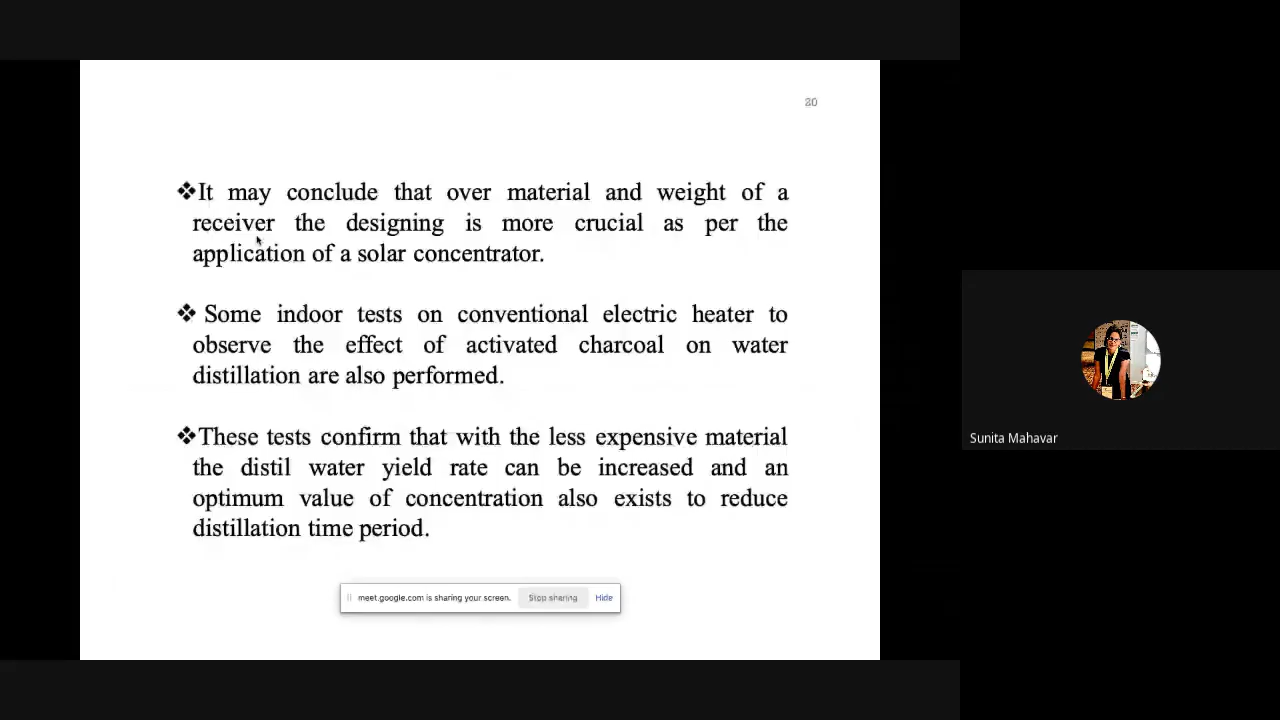 20
❖It may conclude that over material and weight of a
receiver the designing is more crucial as per the
application of a solar concentrator.
❖ Some indoor tests on conventional electric heater to
observe the effect of activated charcoal on water
distillation are also performed.
❖These tests confirm that with the less expensive material
the distil water yield rate can be increased and an
optimum value of concentration also exists to reduce
distillation time period.
meet.google.com is sharing your screen. Stop sharing Hide
Sunita Mahavar